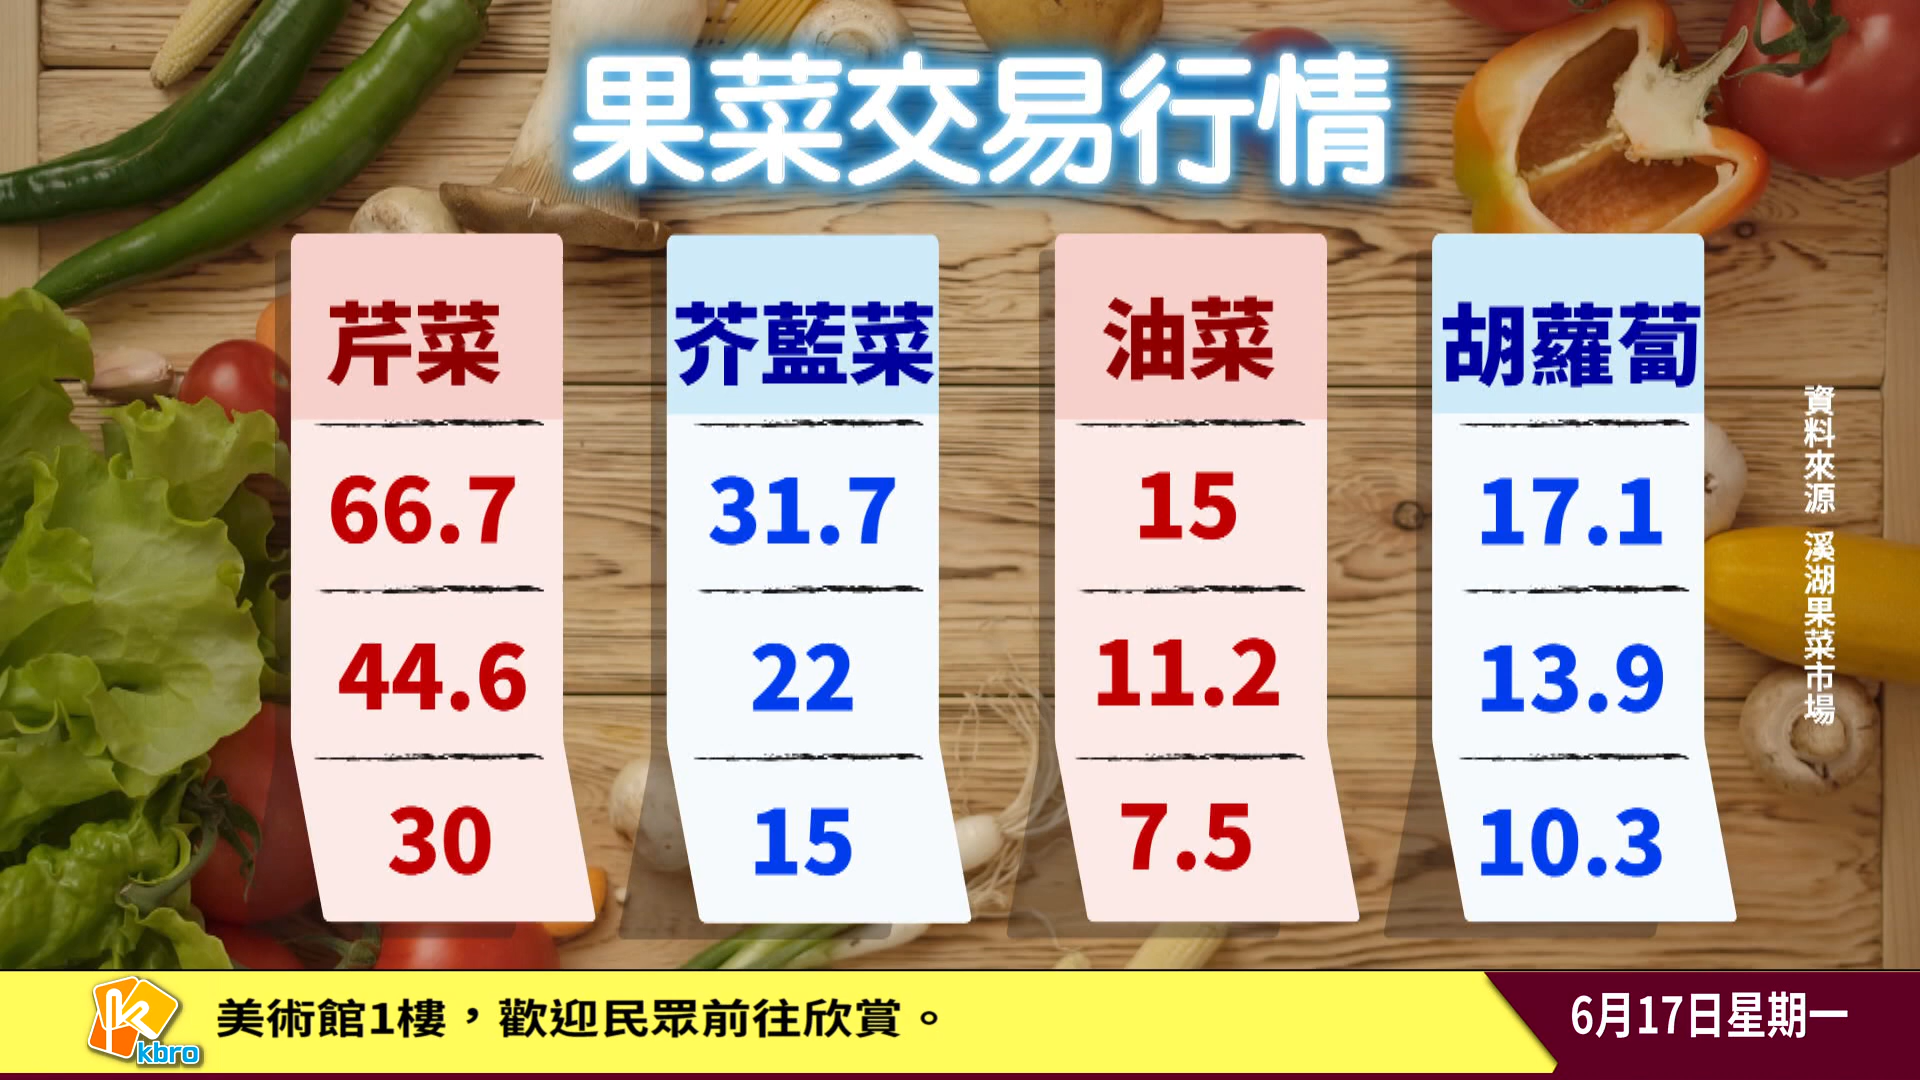 果菜交易行情
芹菜
66.7
44.6
30
芥藍菜
31.7
22
15
油菜
15
11.2
7.5
胡蘿蔔
17.1
13.9
10.3
資料來源 溪湖果菜市場
kbro
美術館1樓，歡迎民眾前往欣賞。
6月17日星期一